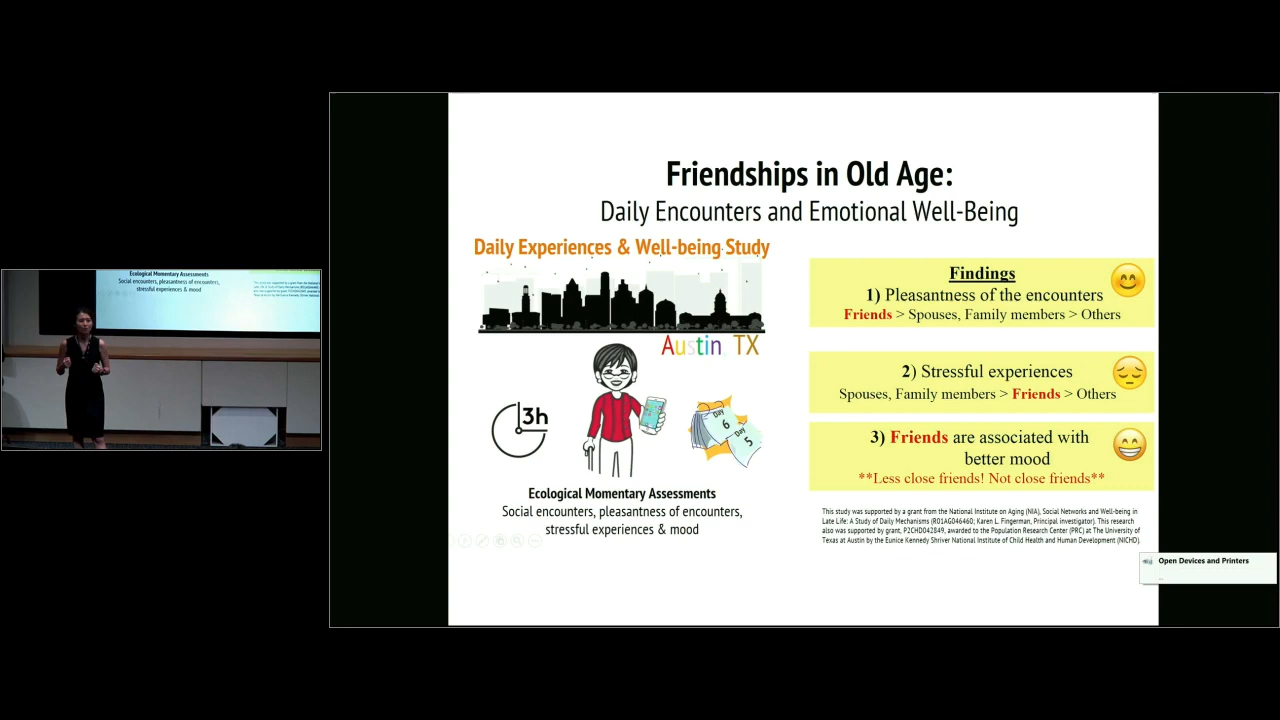 Friendships in Old Age:
Daily Encounters and Emotional Well-Being
Daily Experiences & Well-being Study
Austin, TX
3h
Day
6
Day
5
Ecological Momentary Assessments
Social encounters, pleasantness of encounters,
stressful experiences & mood
Findings
1) Pleasantness of the encounters
Friends > Spouses, Family members > Others
2) Stressful experiences
Spouses, Family members > Friends > Others
3) Friends are associated with
better mood
**Less close friends! Not close friends**
This study was supported by a grant from the National Institute on Aging (NIA), Social Networks and Well-being in
Late Life: A Study of Daily Mechanisms (R01AG046460; Karen L. Fingerman, Principal investigator). This research
also was supported by grant, P2CHD042849, awarded to the Population Research Center (PRC) at The University of
Texas at Austin by the Eunice Kennedy Shriver National Institute of Child Health and Human Development (NICHD).
Open Devices and Printers
...
Ecological Momentary Assessments
Social encounters, pleasantness of encounters,
stressful experiences & mood